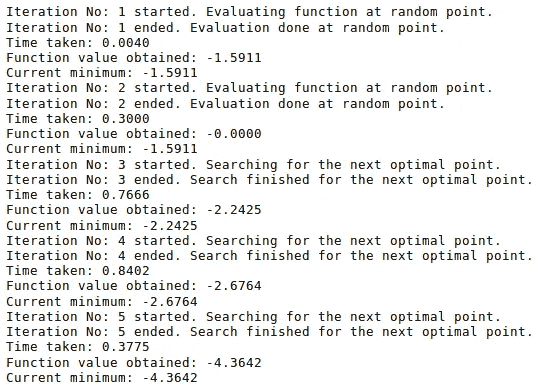 Iteration No: 1 started. Evaluating function at random point.
Iteration No: 1 ended. Evaluation done at random point.
Time taken: 0.0040
Function value obtained: -1.5911
Current minimum: -1.5911
Iteration No: 2 started. Evaluating function at random point.
Iteration No: 2 ended. Evaluation done at random point.
Time taken: 0.3000
Function value obtained: -0.0000
Current minimum: -1.5911
Iteration No: 3 started. Searching for the next optimal point.
Iteration No: 3 ended. Search finished for the next optimal point.
Time taken: 0.7666
Function value obtained: -2.2425
Current minimum: -2.2425
Iteration No: 4 started. Searching for the next optimal point.
Iteration No: 4 ended. Search finished for the next optimal point.
Time taken: 0.8402
Function value obtained: -2.6764
Current minimum: -2.6764
Iteration No: 5 started. Searching for the next optimal point.
Iteration No: 5 ended. Search finished for the next optimal point.
Time taken: 0.3775
Function value obtained: -4.3642
Current minimum: -4.3642